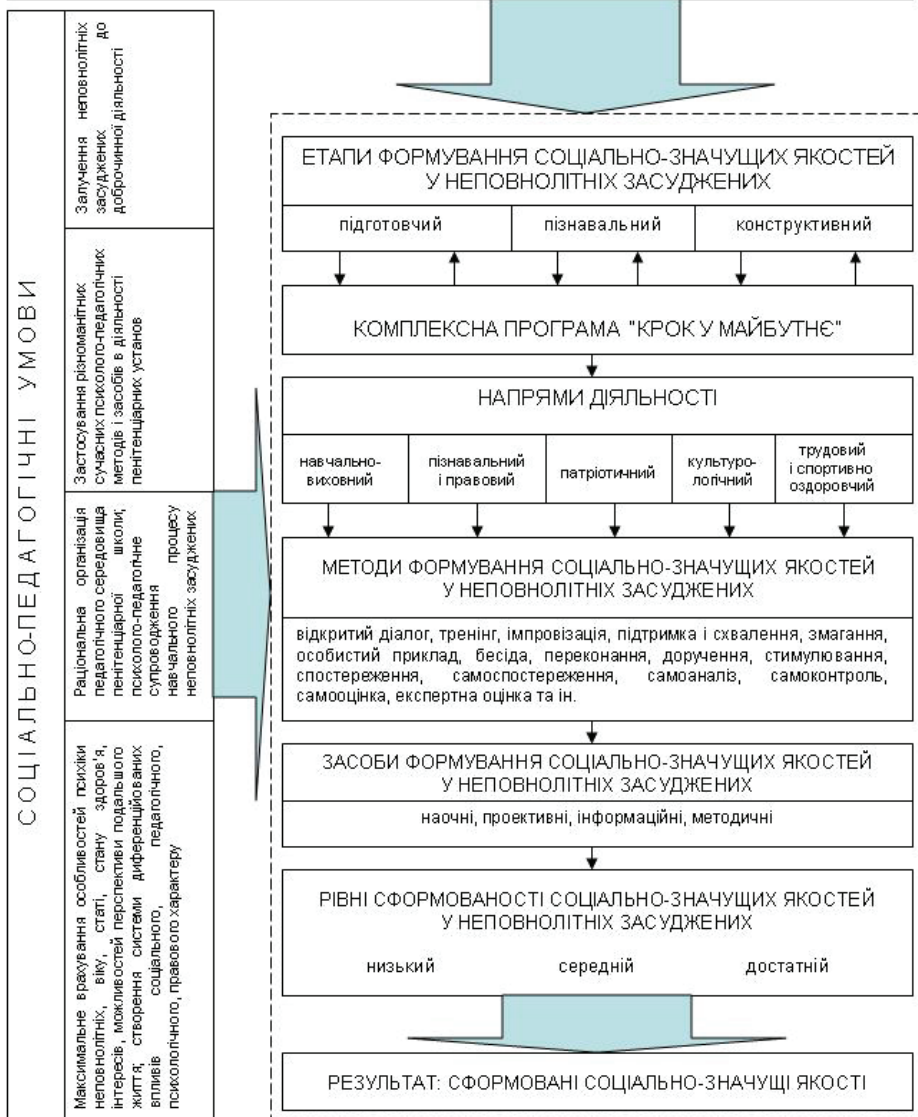 СОЦІАЛЬНО-ПЕДАГОГІЧНІ УМОВИ
Залучення неповнолітніх
засуджених до
доброчинної діяльності
Застосування різноманітних
сучасних психолого-педагогічних
методів і засобів в діяльності
пенітенціарних установ
Раціональна організація
педагогічного середовища
пенітенціарної школи;
психолого-педагогічне
супроводження
навчального процесу
неповнолітніх засуджених
Максимальне врахування особливостей психіки
неповнолітніх, віку, статі, стану здоров'я,
інтересів, можливостей перспективи подальшого
життя; створення системи диференційованих
впливів соціального, педагогічного,
психологічного, правового характеру
ЕТАПИ ФОРМУВАННЯ СОЦІАЛЬНО-ЗНАЧУЩИХ ЯКОСТЕЙ
У НЕПОВНОЛІТНІХ ЗАСУДЖЕНИХ
підготовчий пізнавальний конструктивний
КОМПЛЕКСНА ПРОГРАМА "КРОК У МАЙБУТНЄ"
НАПРЯМИ ДІЯЛЬНОСТІ
навчально-
виховний
пізнавальний
і правовий
патріотичний
культуро-
логічний
трудовий
і спортивно
оздоровчий
МЕТОДИ ФОРМУВАННЯ СОЦІАЛЬНО-ЗНАЧУЩИХ ЯКОСТЕЙ
У НЕПОВНОЛІТНІХ ЗАСУДЖЕНИХ
відкритий діалог, тренінг, імпровізація, підтримка і схвалення, змагання,
особистий приклад, бесіда, переконання, доручення, стимулювання,
спостереження, самоспостереження, самоаналіз, самоконтроль,
самооцінка, експертна оцінка та ін.
ЗАСОБИ ФОРМУВАННЯ СОЦІАЛЬНО-ЗНАЧУЩИХ ЯКОСТЕЙ
У НЕПОВНОЛІТНІХ ЗАСУДЖЕНИХ
наочні, проективні, інформаційні, методичні
РІВНІ СФОРМОВАНОСТІ СОЦІАЛЬНО-ЗНАЧУЩИХ ЯКОСТЕЙ
У НЕПОВНОЛІТНІХ ЗАСУДЖЕНИХ
низький середній достатній
РЕЗУЛЬТАТ: СФОРМОВАНІ СОЦІАЛЬНО-ЗНАЧУЩІ ЯКОСТІ